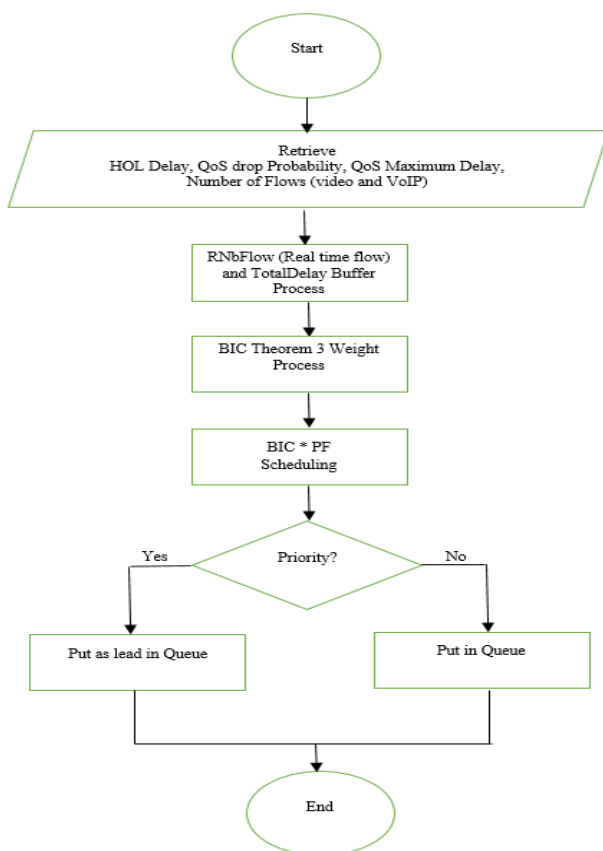 Start
Retrieve
HOL Delay, QoS drop Probability, QoS Maximum Delay,
Number of Flows (video and VoIP)
RNbFlow (Real time flow)
and TotalDelay Buffer
Process
BIC Theorem 3 Weight
Process
BIC * PF
Scheduling
Yes
Priority?
No
Put as lead in Queue
Put in Queue
End